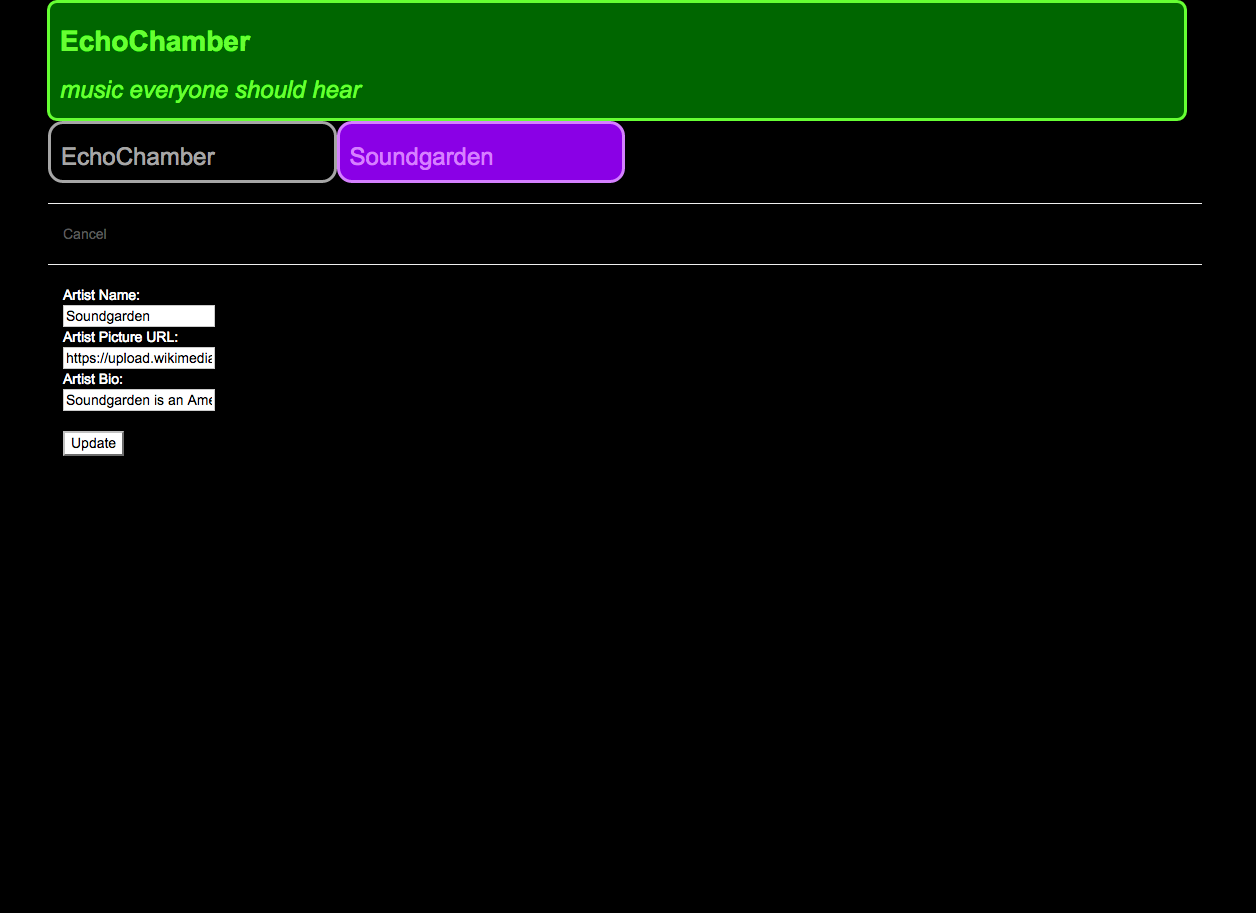 EchoChamber
music everyone should hear
EchoChamber Soundgarden
Cancel
Artist Name:
Soundgarden
Artist Picture URL:
https://upload.wikimedia
Artist Bio:
Soundgarden is an Ame
Update